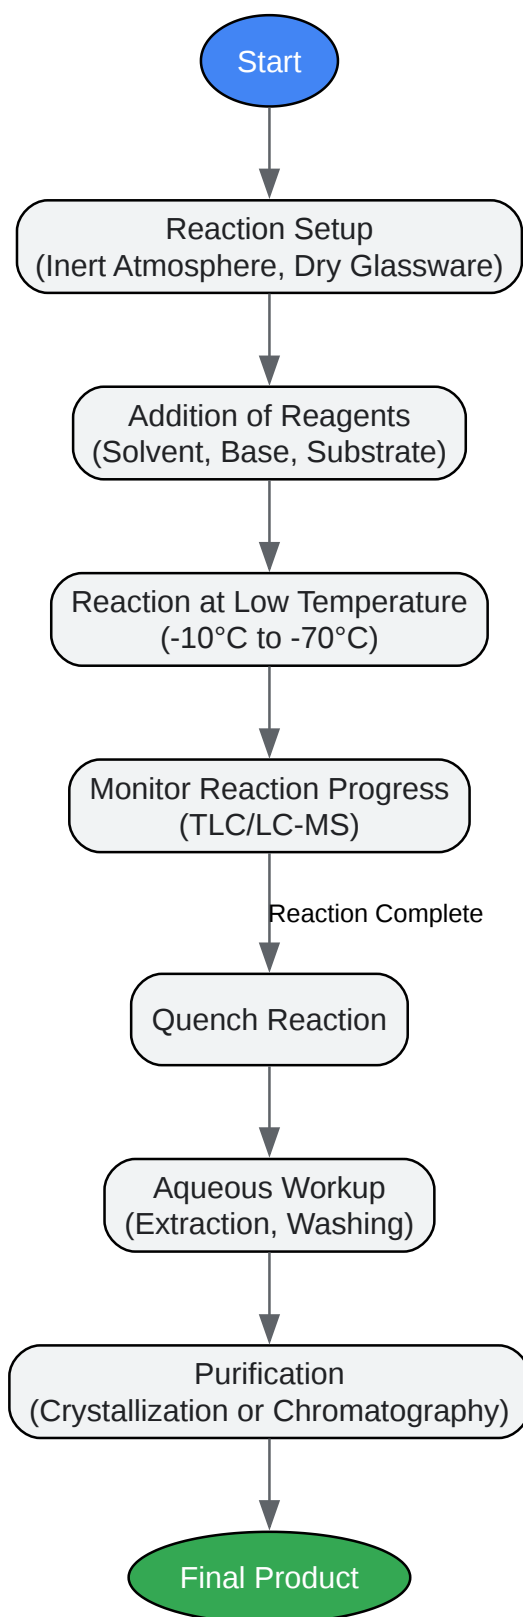 Start
Reaction Setup
(Inert Atmosphere, Dry Glassware)
Addition of Reagents
(Solvent, Base, Substrate)
Reaction at Low Temperature
(-10°C to -70°C)
Monitor Reaction Progress
(TLC/LC-MS)
Reaction Complete
Quench Reaction
Aqueous Workup
(Extraction, Washing)
Purification
(Crystallization or Chromatography)
Final Product